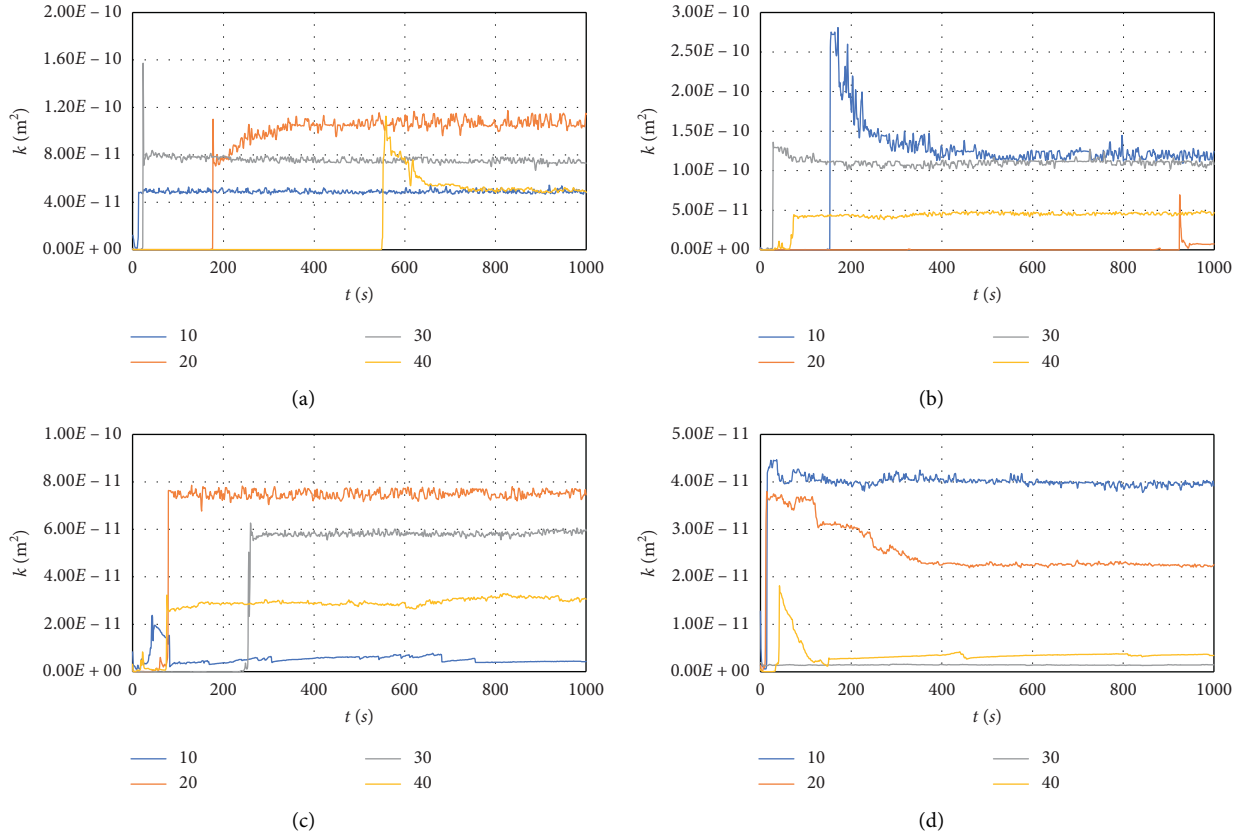 2.00E – 10
1.60E – 10
1.20E – 10
8.00E – 11
4.00E – 11
0.00E + 00
k (m²)
0 200 400 600 800 1000
t (s)
10 30
20 40
(a)
3.00E – 10
2.50E – 10
2.00E – 10
1.50E – 10
1.00E – 10
5.00E – 11
0.00E + 00
k (m²)
0 200 400 600 800 1000
t (s)
10 30
20 40
(b)
1.00E – 10
8.00E – 11
6.00E – 11
4.00E – 11
2.00E – 11
0.00E + 00
k (m²)
0 200 400 600 800 1000
t (s)
10 30
20 40
(c)
5.00E – 11
4.00E – 11
3.00E – 11
2.00E – 11
1.00E – 11
0.00E + 00
k (m²)
0 200 400 600 800 1000
t (s)
10 30
20 40
(d)